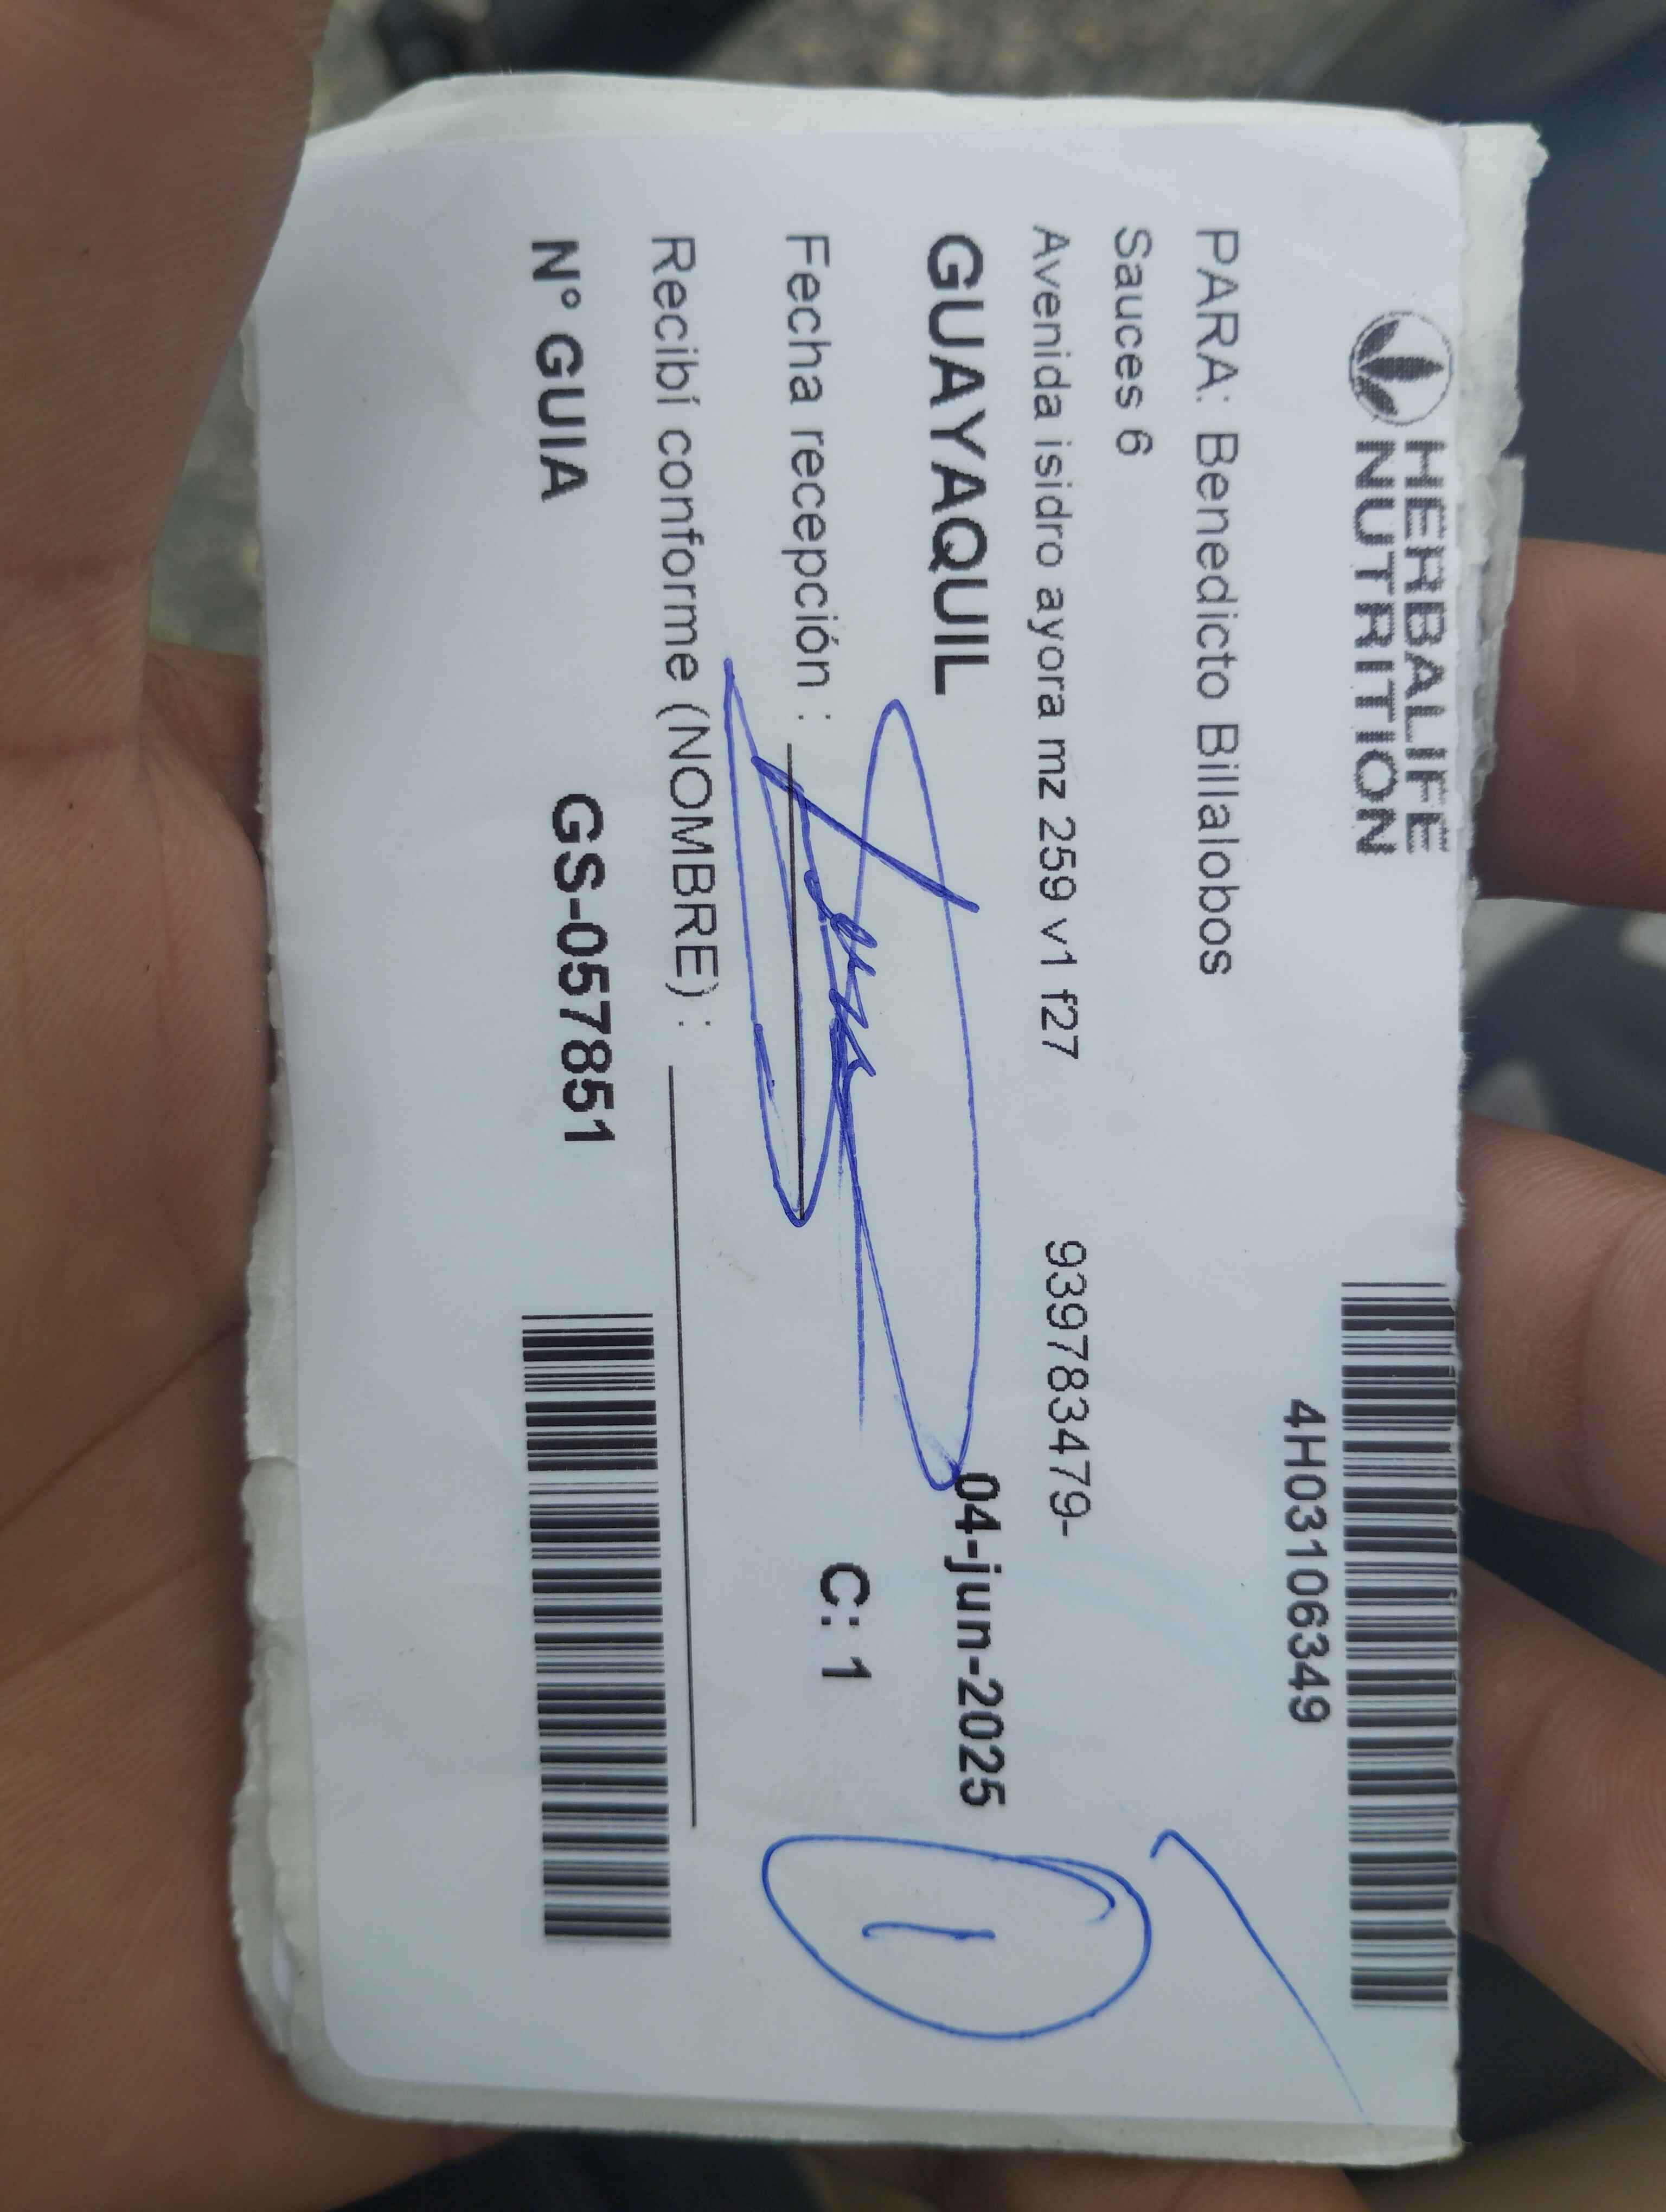 HERBALIFE
NUTRITION
4H03106349
PARA: Benedicto Billalobos
Sauces 6
Avenida isidro ayora mz 259 v1 f27 939783479-
GUAYAQUIL 04-jun-2025
Fecha recepción : C: 1
1
Recibí conforme (NOMBRE) :
N° GUIA GS-057851